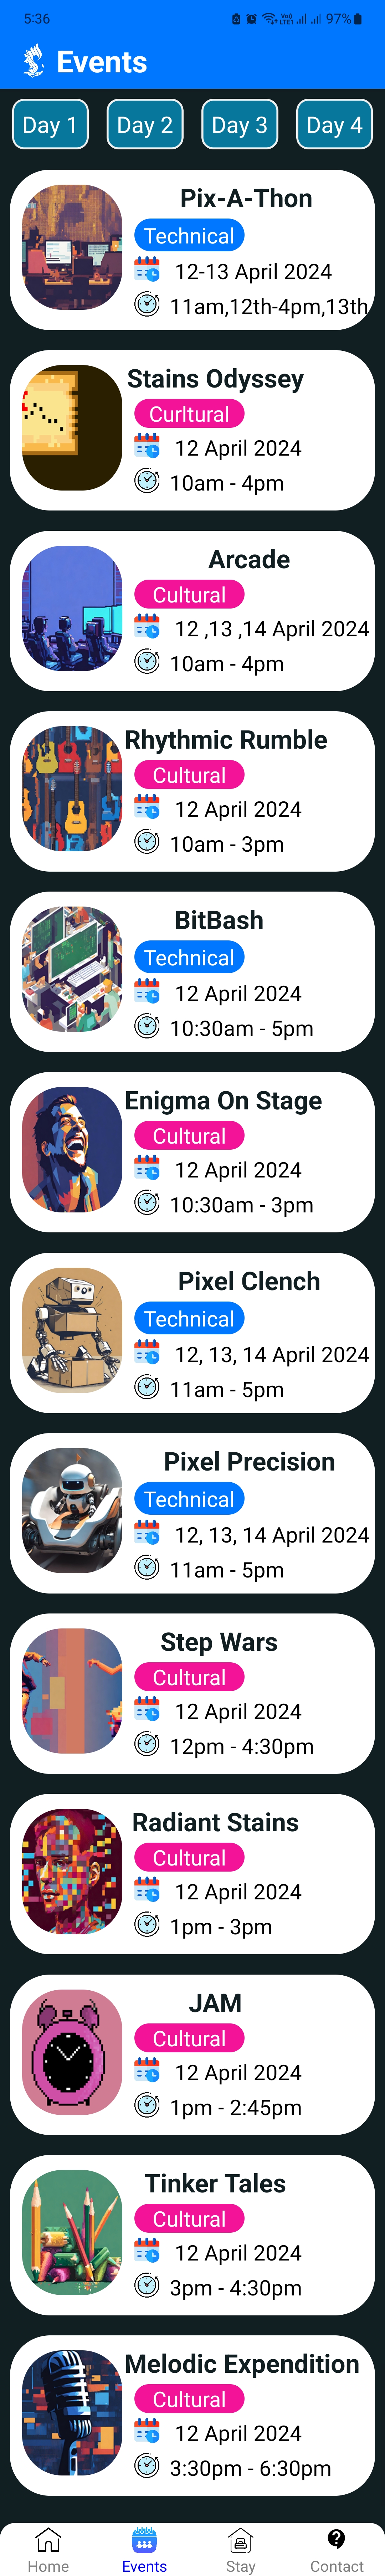 5:36
Vo)) LTE1 97%
Events
Day 1 Day 2 Day 3 Day 4
Pix-A-Thon
Technical
12-13 April 2024
11am,12th-4pm,13th
Stains Odyssey
Curltural
12 April 2024
10am - 4pm
Arcade
Cultural
12 ,13 ,14 April 2024
10am - 4pm
Rhythmic Rumble
Cultural
12 April 2024
10am - 3pm
BitBash
Technical
12 April 2024
10:30am - 5pm
Enigma On Stage
Cultural
12 April 2024
10:30am - 3pm
Pixel Clench
Technical
12, 13, 14 April 2024
11am - 5pm
Pixel Precision
Technical
12, 13, 14 April 2024
11am - 5pm
Step Wars
Cultural
12 April 2024
12pm - 4:30pm
Radiant Stains
Cultural
12 April 2024
1pm - 3pm
JAM
Cultural
12 April 2024
1pm - 2:45pm
Tinker Tales
Cultural
12 April 2024
3pm - 4:30pm
Melodic Expendition
Cultural
12 April 2024
3:30pm - 6:30pm
Home Events Stay Contact